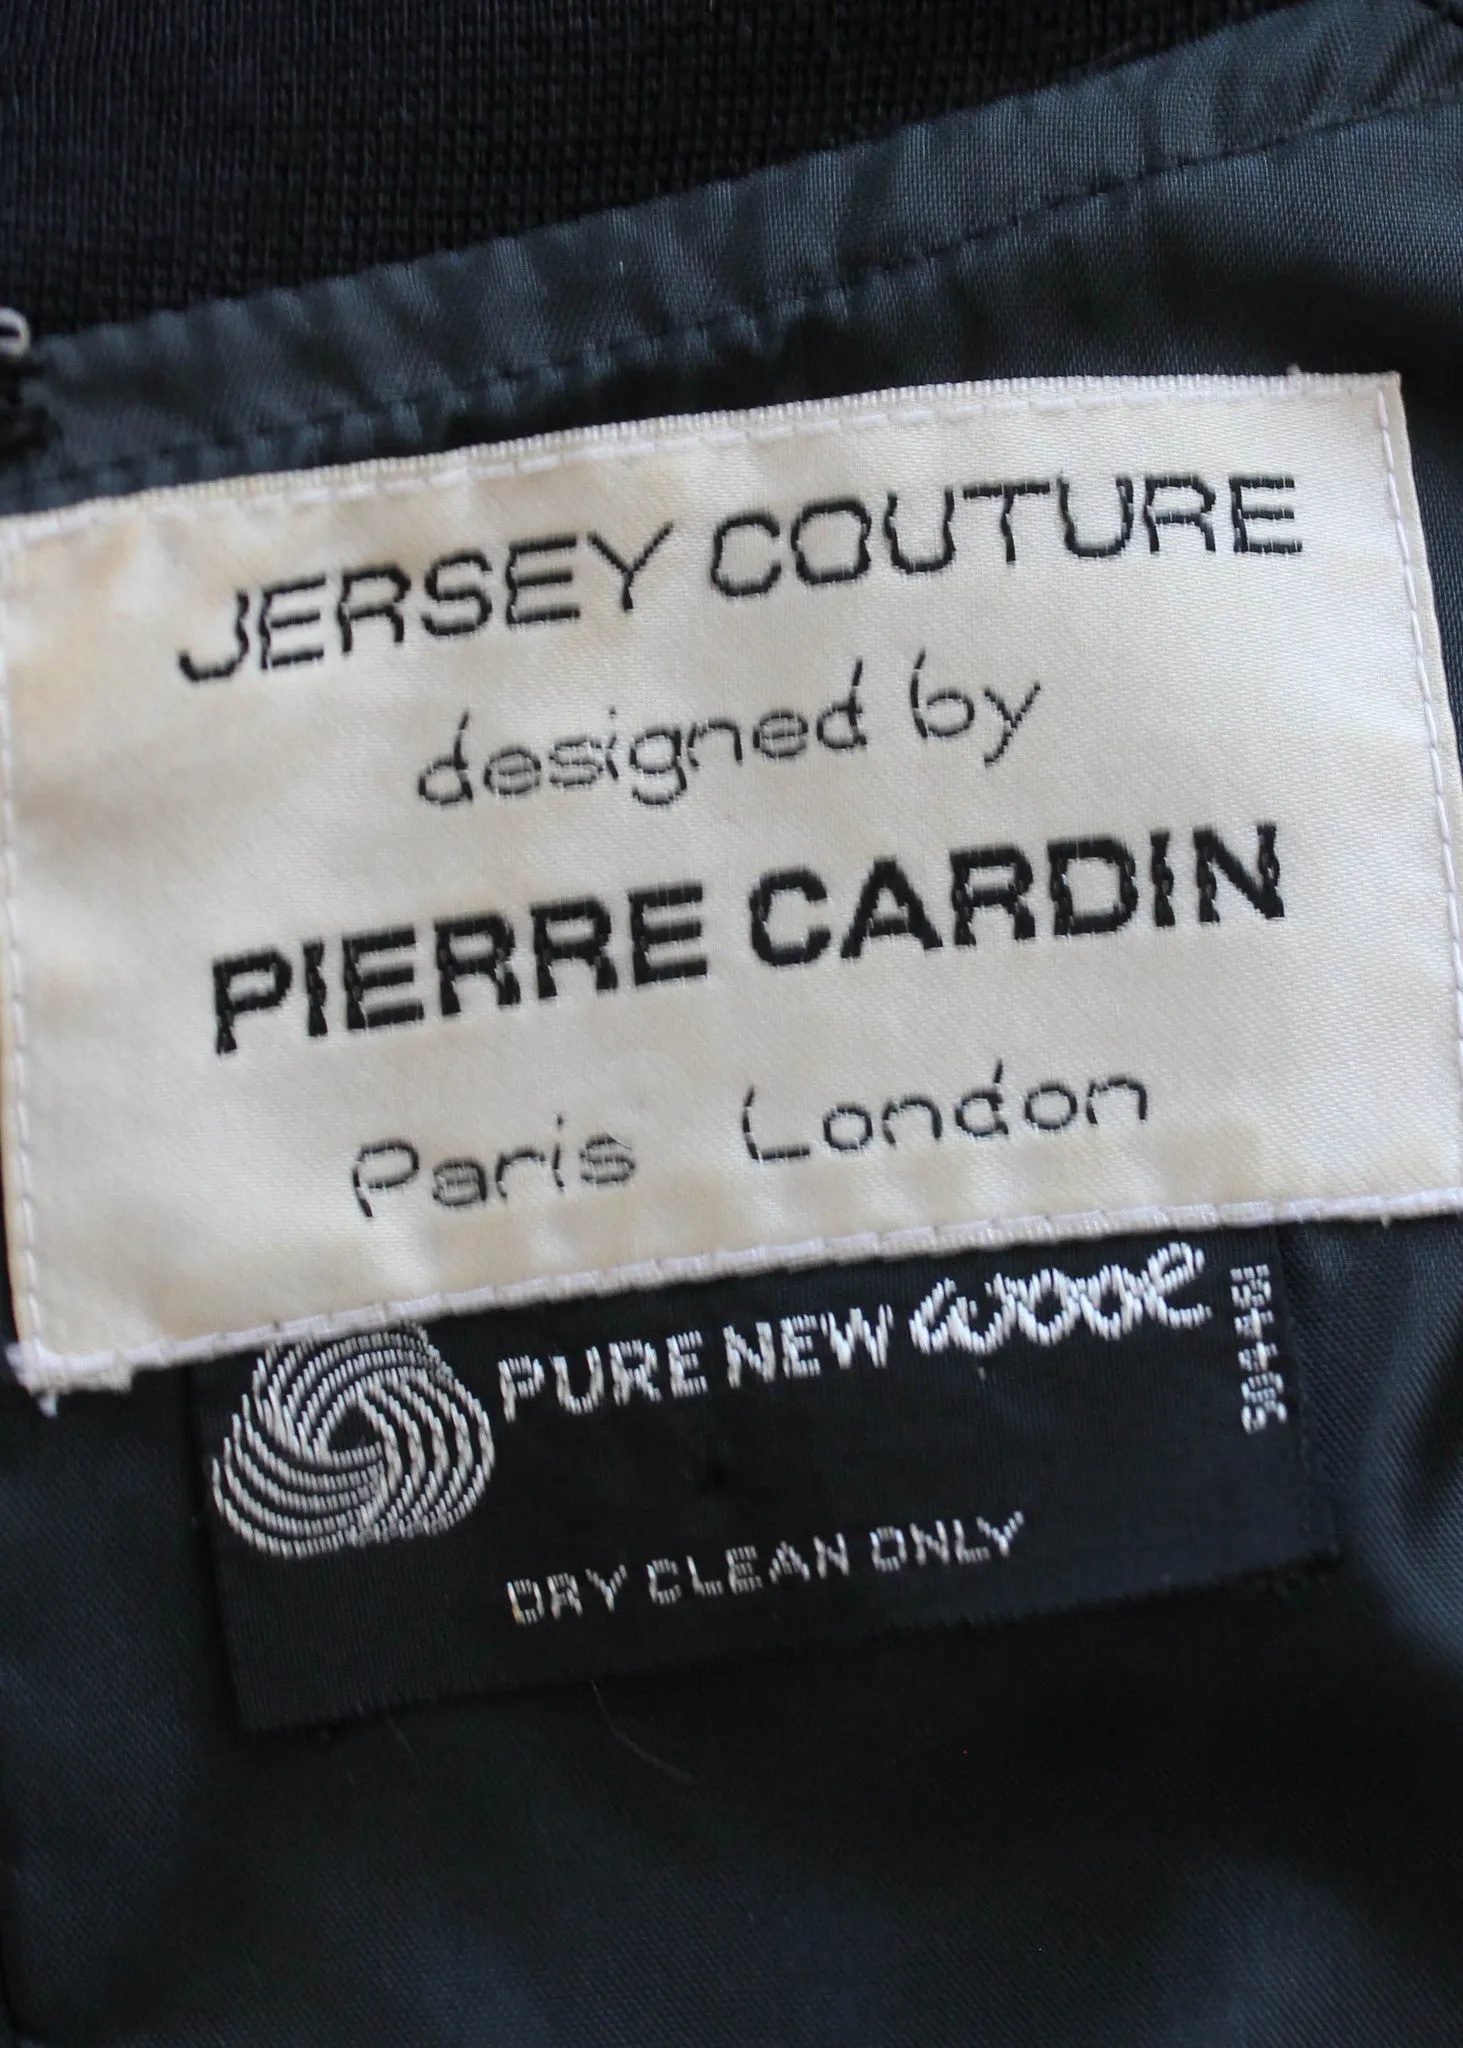 JERSEY COUTURE
designed by
PIERRE CARDIN
Paris London
PURE NEW wool
DRY CLEAN ONLY